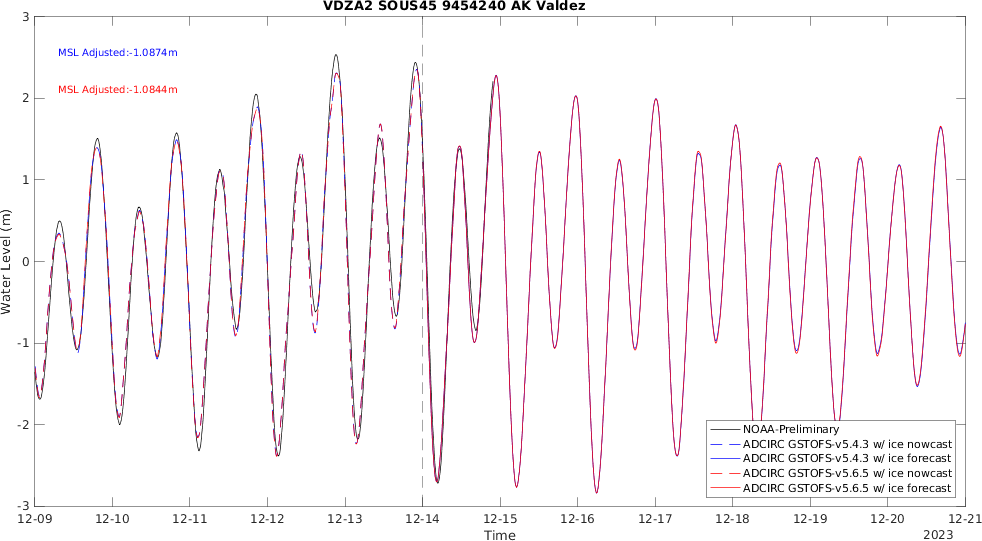 VDZA2 SOUS45 9454240 AK Valdez
MSL Adjusted:-1.0874m
MSL Adjusted:-1.0844m
3
2
1
0
-1
-2
-3
Water Level (m)
NOAA-Preliminary
ADCIRC GSTOFS-v5.4.3 w/ ice nowcast
ADCIRC GSTOFS-v5.4.3 w/ ice forecast
ADCIRC GSTOFS-v5.6.5 w/ ice nowcast
ADCIRC GSTOFS-v5.6.5 w/ ice forecast
12-09 12-10 12-11 12-12 12-13 12-14 12-15 12-16 12-17 12-18 12-19 12-20 12-21
Time
2023